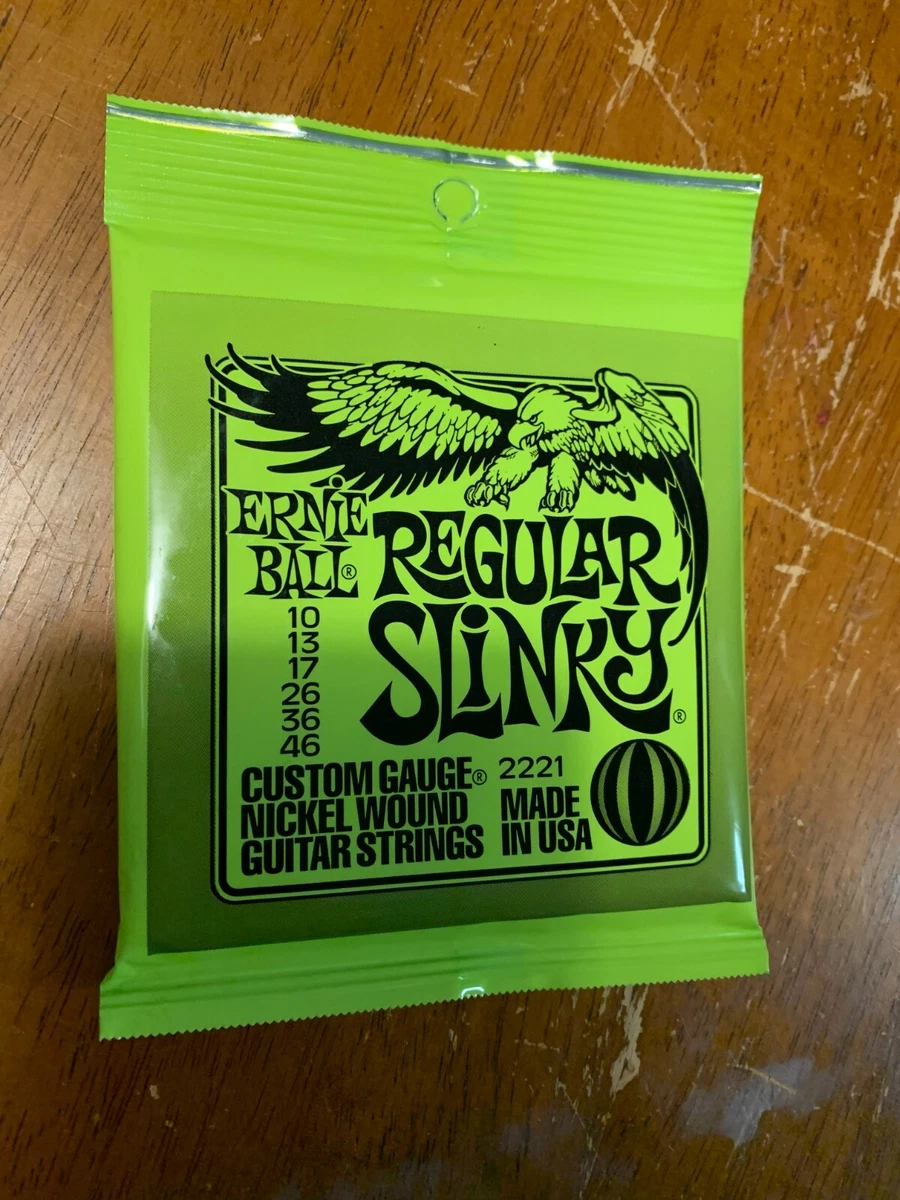 ERNIE
BALL®
REGULAR
SLINKY®
10
13
17
26
36
46
CUSTOM GAUGE®
NICKEL WOUND
GUITAR STRINGS
2221
MADE
IN USA